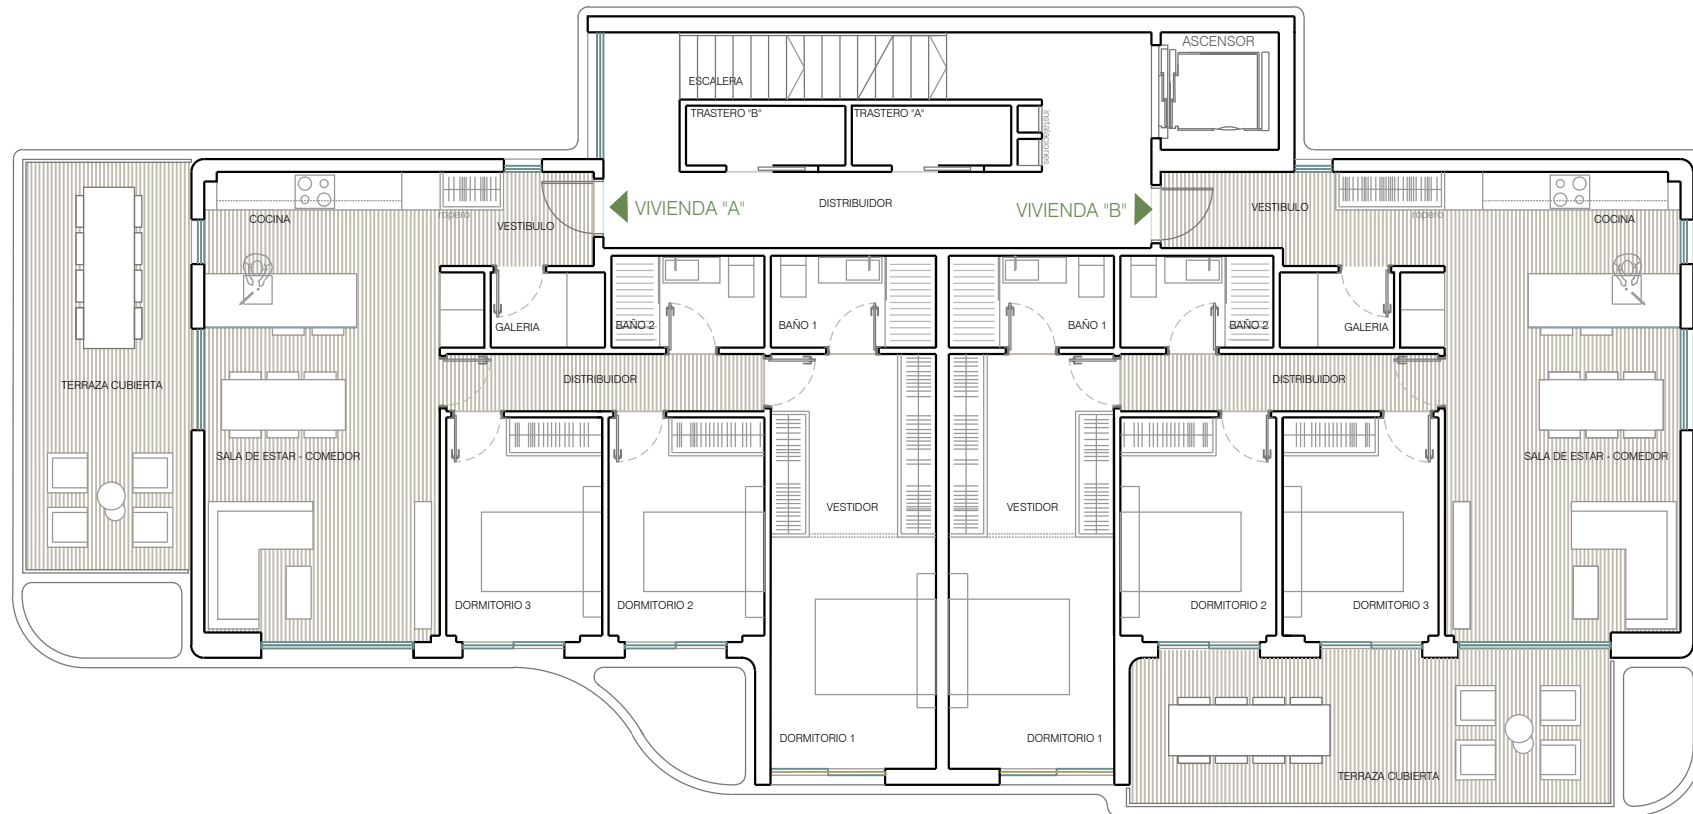 ASCENSOR
ESCALERA
TRASTERO "B"
TRASTERO "A"
instalaciones
VIVIENDA "A"
DISTRIBUIDOR
VIVIENDA "B"
COCINA
ropero
VESTIBULO
VESTIBULO
ropero
COCINA
GALERIA
BAÑO 2
BAÑO 1
BAÑO 1
BAÑO 2
GALERIA
TERRAZA CUBIERTA
DISTRIBUIDOR
DISTRIBUIDOR
SALA DE ESTAR - COMEDOR
SALA DE ESTAR - COMEDOR
VESTIDOR
VESTIDOR
DORMITORIO 3
DORMITORIO 2
DORMITORIO 2
DORMITORIO 3
DORMITORIO 1
DORMITORIO 1
TERRAZA CUBIERTA